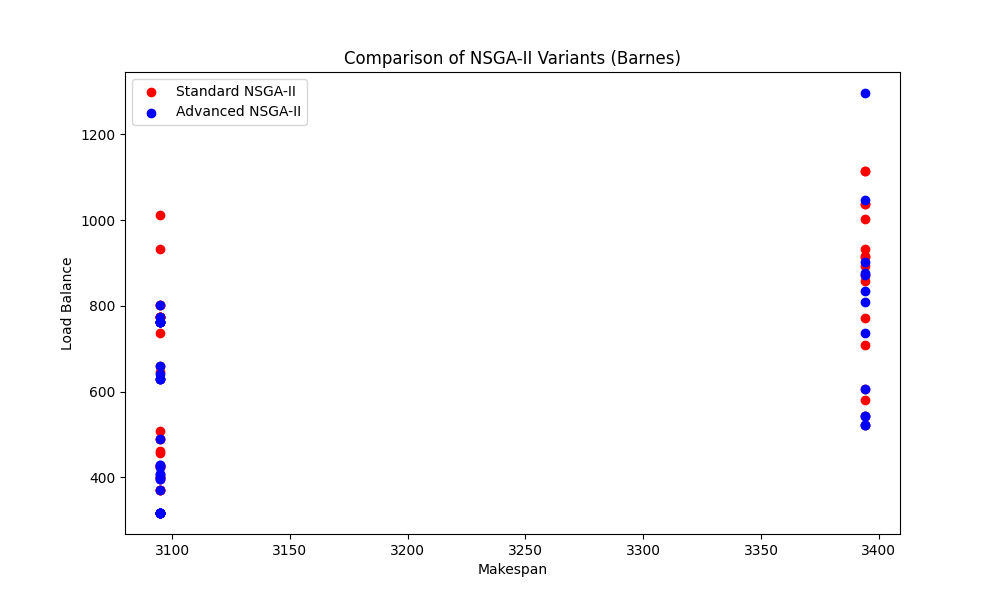 Comparison of NSGA-II Variants (Barnes)
Standard NSGA-II
Advanced NSGA-II
Load Balance
1200
1000
800
600
400
3100 3150 3200 3250 3300 3350 3400
Makespan